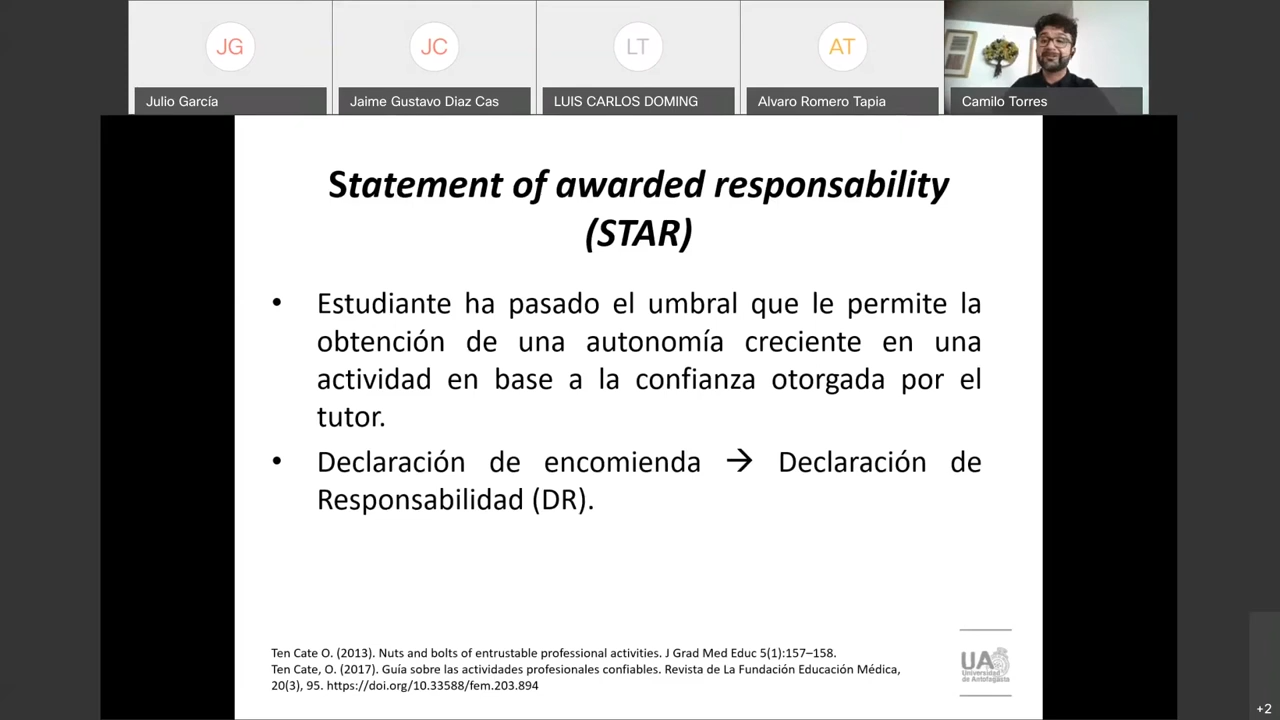 JG
JC
LT
AT
Julio García
Jaime Gustavo Diaz Cas
LUIS CARLOS DOMING
Alvaro Romero Tapia
Camilo Torres
Statement of awarded responsability
(STAR)
• Estudiante ha pasado el umbral que le permite la
obtención de una autonomía creciente en una
actividad en base a la confianza otorgada por el
tutor.
• Declaración de encomienda → Declaración de
Responsabilidad (DR).
Ten Cate O. (2013). Nuts and bolts of entrustable professional activities. J Grad Med Educ 5(1):157–158.
Ten Cate, O. (2017). Guía sobre las actividades profesionales confiables. Revista de La Fundación Educación Médica,
20(3), 95. https://doi.org/10.33588/fem.203.894
UA
Universidad
de Antofagasta
+2